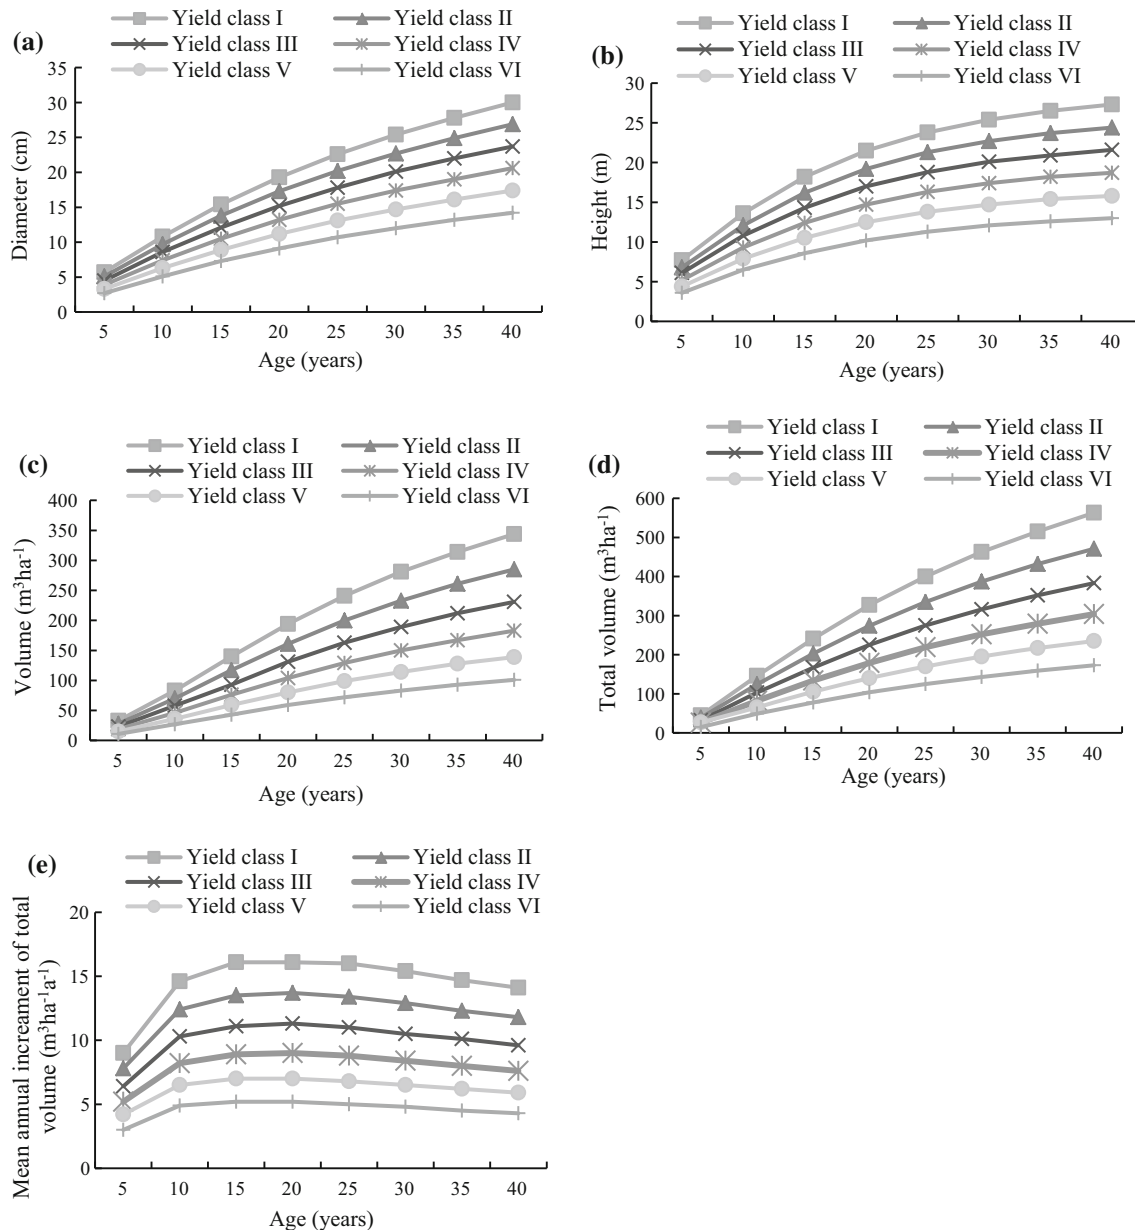 (a)
Yield class I Yield class II
Yield class III Yield class IV
Yield class V Yield class VI
35
30
25
20
15
10
5
0
Diameter (cm)
5 10 15 20 25 30 35 40
Age (years)
(b)
Yield class I Yield class II
Yield class III Yield class IV
Yield class V Yield class VI
30
25
20
15
10
5
0
Height (m)
5 10 15 20 25 30 35 40
Age (years)
(c)
Yield class I Yield class II
Yield class III Yield class IV
Yield class V Yield class VI
400
350
300
250
200
150
100
50
0
Volume (m³ha⁻¹)
5 10 15 20 25 30 35 40
Age (years)
(d)
Yield class I Yield class II
Yield class III Yield class IV
Yield class V Yield class VI
600
500
400
300
200
100
0
Total volume (m³ha⁻¹)
5 10 15 20 25 30 35 40
Age (years)
(e)
Yield class I Yield class II
Yield class III Yield class IV
Yield class V Yield class VI
20
15
10
5
0
Mean annual increament of total
volume (m³ha⁻¹a⁻¹)
5 10 15 20 25 30 35 40
Age (years)